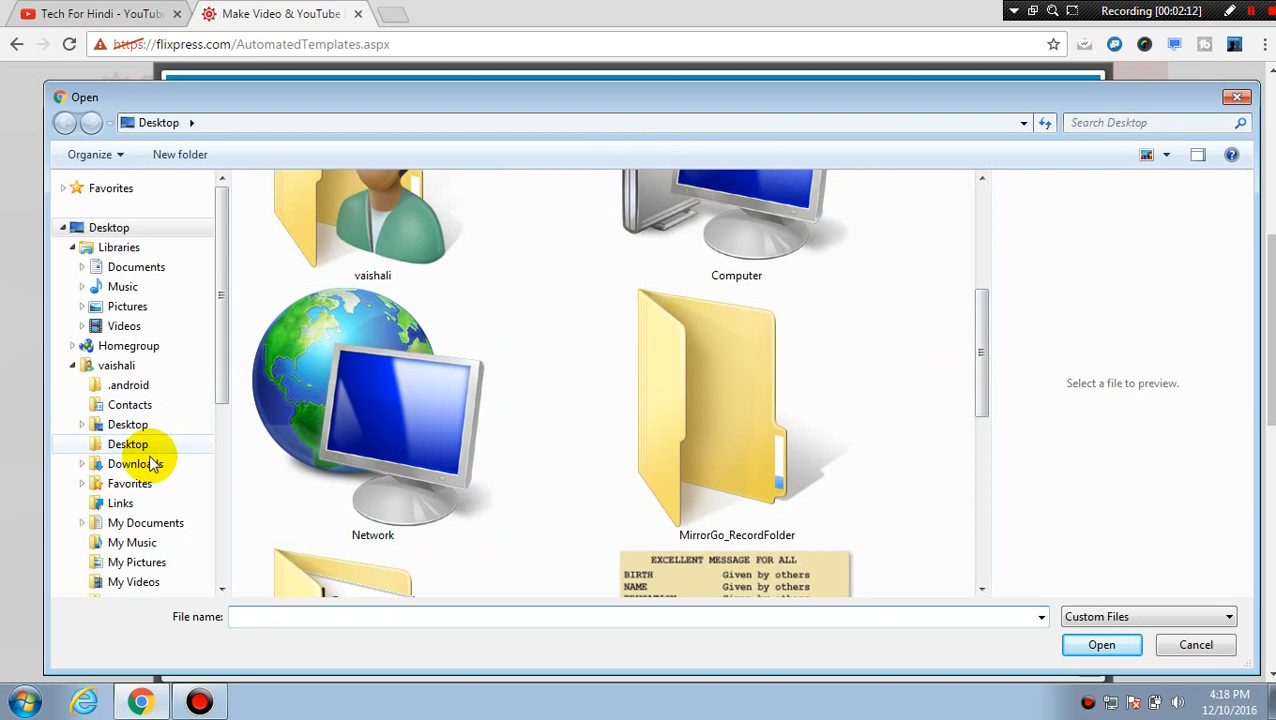 Tech For Hindi - YouTube
Make Video & YouTube
Recording [00:02:12]
https://flixpress.com/AutomatedTemplates.aspx
Open
Desktop
Search Desktop
Organize
New folder
Favorites
Desktop
Libraries
Documents
Music
Pictures
Videos
Homegroup
vaishali
.android
Contacts
Desktop
Desktop
Downloads
Favorites
Links
My Documents
My Music
My Pictures
My Videos
vaishali
Computer
Network
MirrorGo_RecordFolder
EXCELLENT MESSAGE FOR ALL
BIRTH Given by others
NAME Given by others
Given by others
Select a file to preview.
File name:
Custom Files
Open
Cancel
4:18 PM
12/10/2016